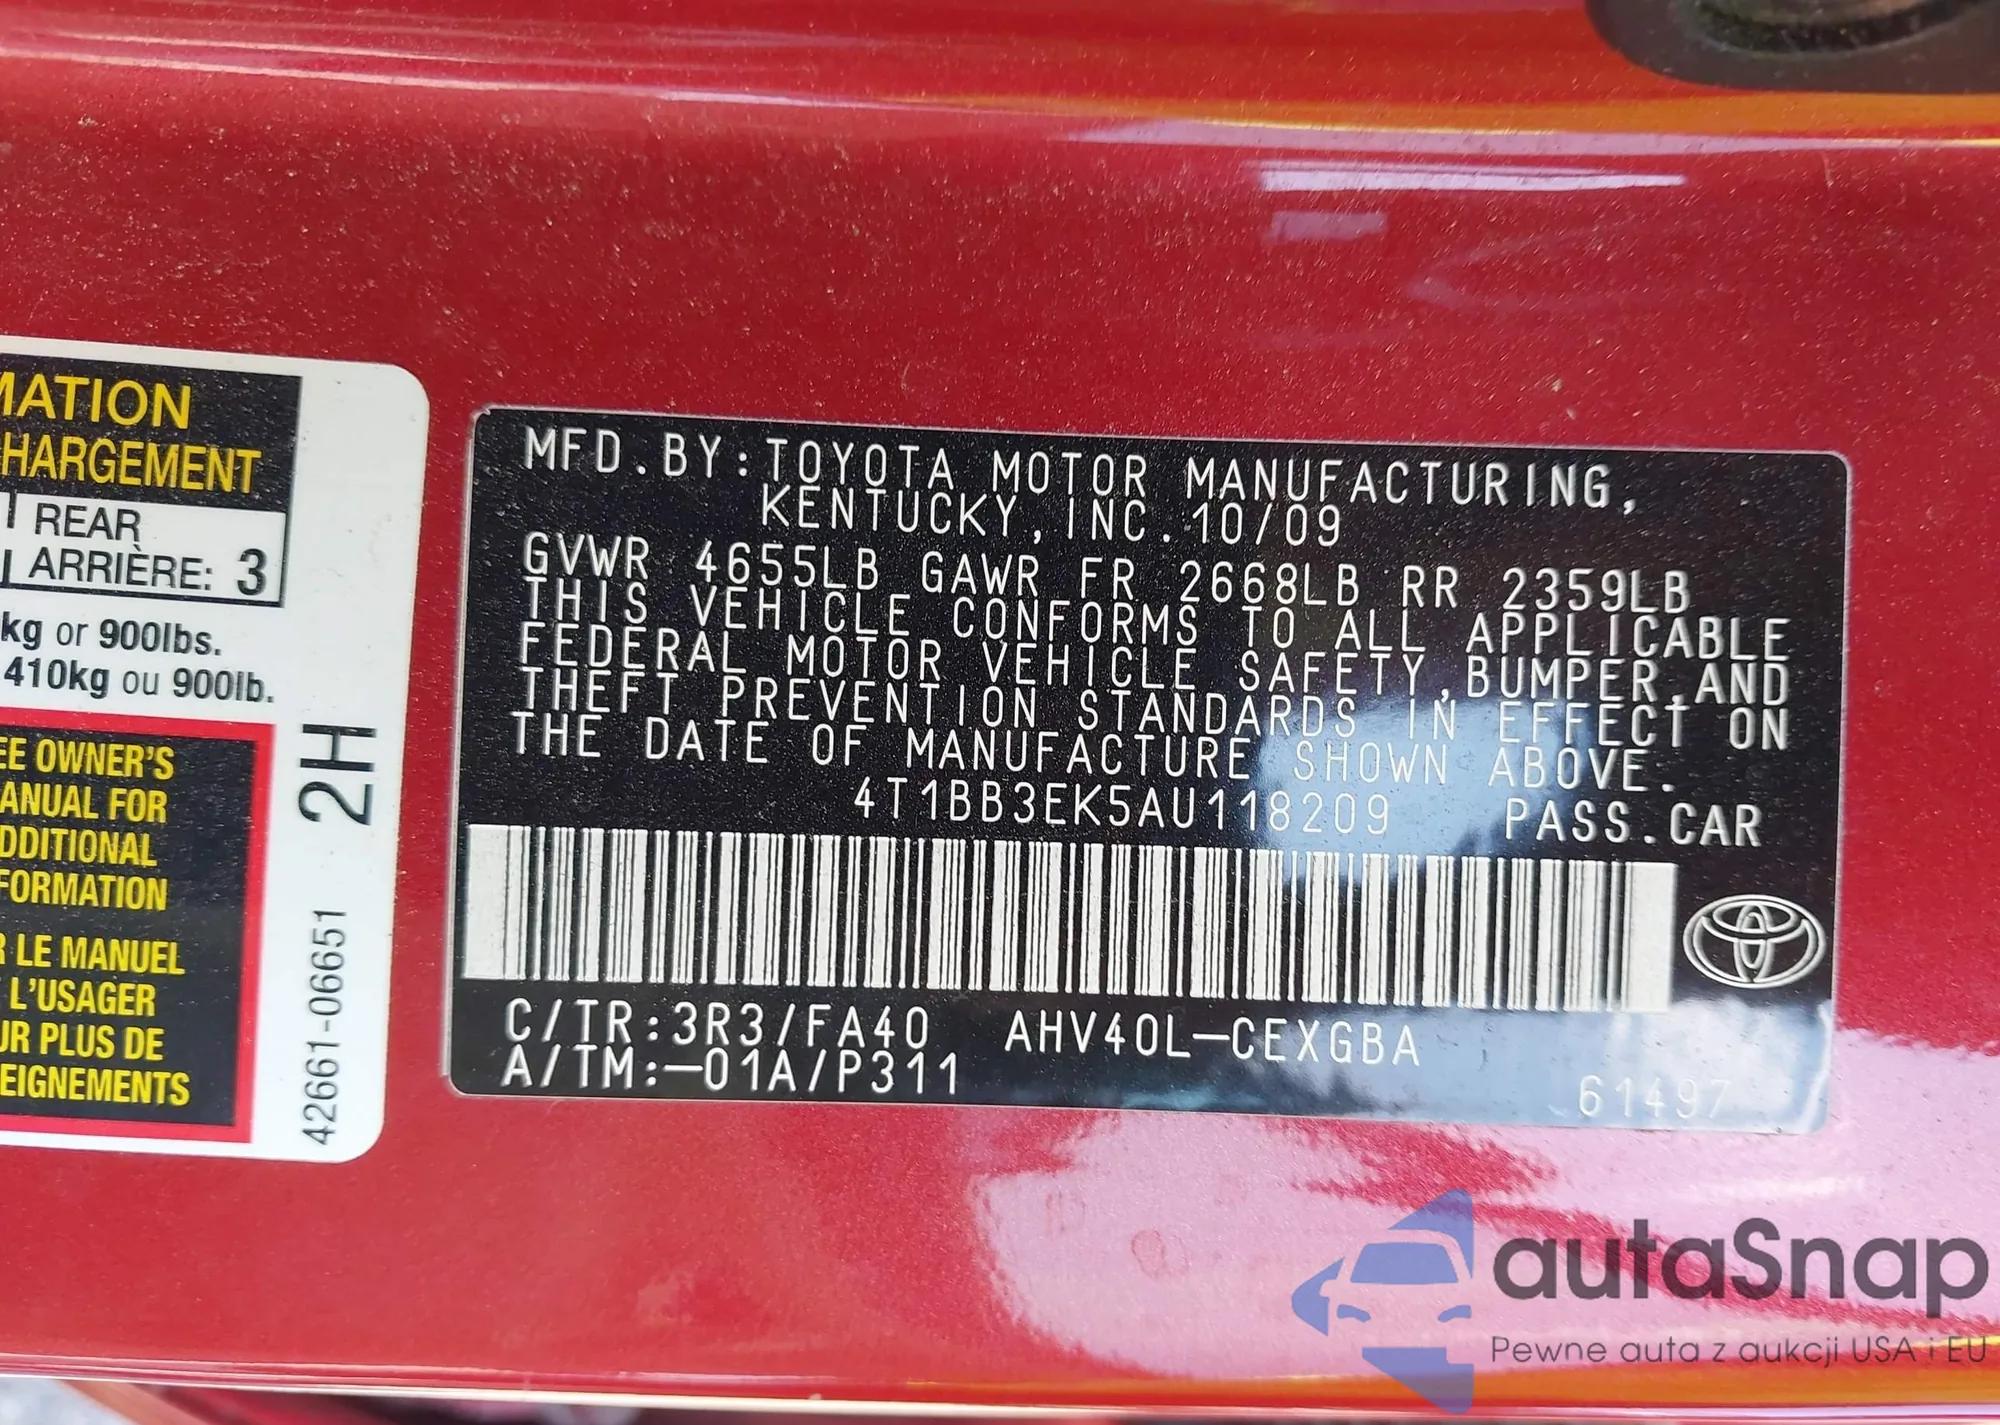 MATION
HARGEMENT
REAR
ARRIÈRE: 3
kg or 900lbs.
410kg ou 900lb.
EE OWNER'S
ANUAL FOR
DDITIONAL
FORMATION
R LE MANUEL
L'USAGER
UR PLUS DE
EIGNEMENTS
2H
42661-06651
MFD.BY:TOYOTA MOTOR MANUFACTURING,
KENTUCKY,INC.10/09
GVWR 4655LB GAWR FR 2668LB RR 2359LB
THIS VEHICLE CONFORMS TO ALL APPLICABLE
FEDERAL MOTOR VEHICLE SAFETY,BUMPER,AND
THEFT PREVENTION STANDARDS IN EFFECT ON
THE DATE OF MANUFACTURE SHOWN ABOVE.
4T1BB3EK5AU118209 PASS.CAR
C/TR:3R3/FA40 AHV40L-CEXGBA
A/TM:-01A/P311
61497
autaSnap
Pewne auta z aukcji USA i EU